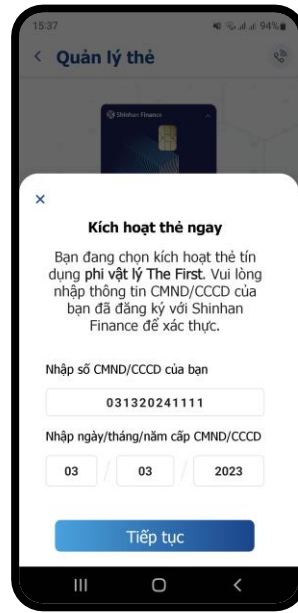 15:37
94%
Quản lý thẻ
Shinhan Finance
Kích hoạt thẻ ngay
Bạn đang chọn kích hoạt thẻ tín
dụng phi vật lý The First. Vui lòng
nhập thông tin CMND/CCCD của
bạn đã đăng ký với Shinhan
Finance để xác thực.
Nhập số CMND/CCCD của bạn
031320241111
Nhập ngày/tháng/năm cấp CMND/CCCD
03 / 03 / 2023
Tiếp tục